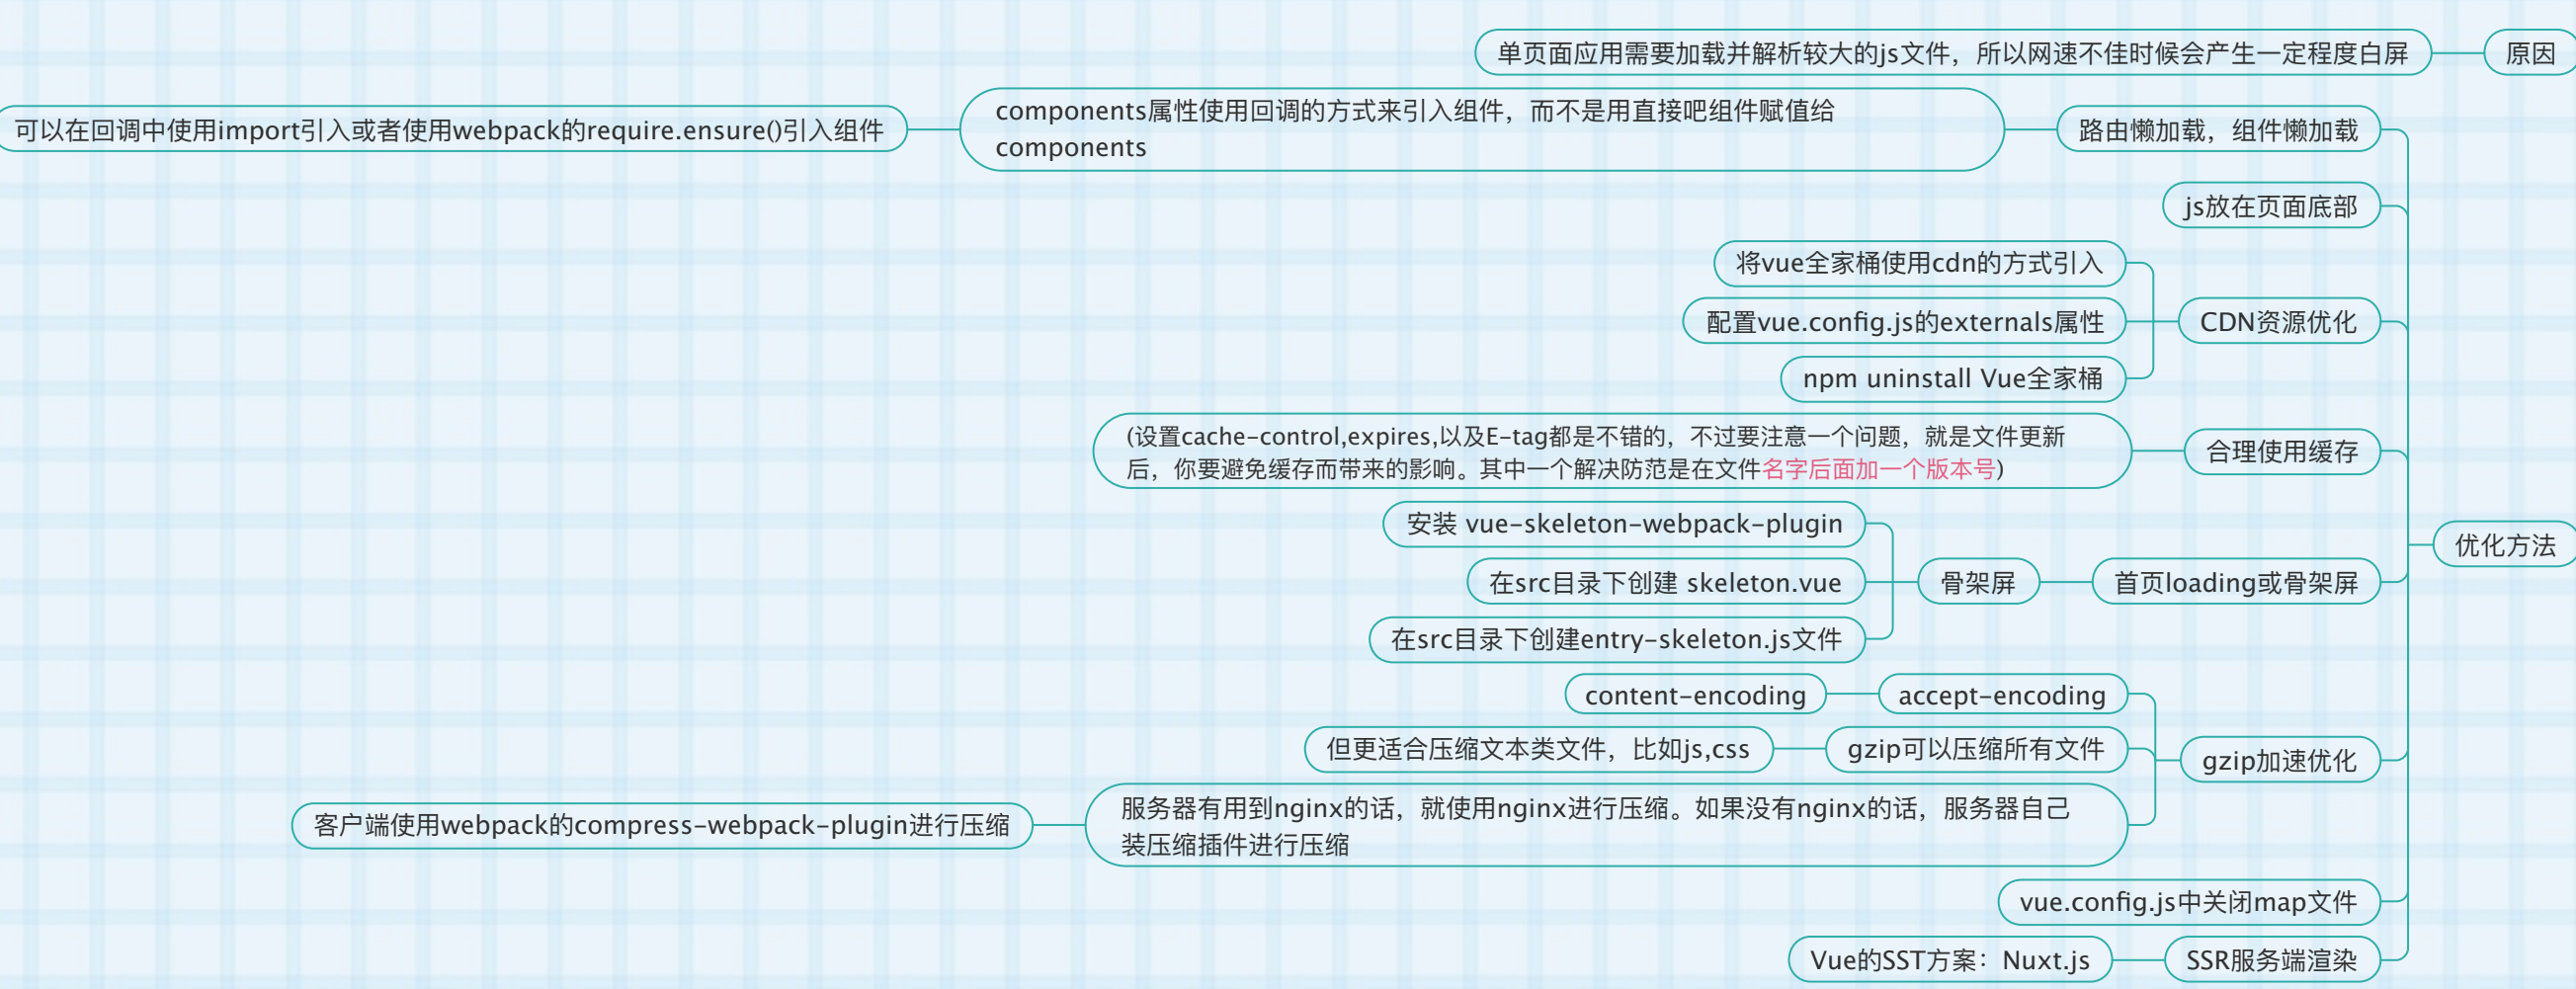 原因
单页面应用需要加载并解析较大的js文件，所以网速不佳时候会产生一定程度白屏
优化方法
路由懒加载，组件懒加载
components属性使用回调的方式来引入组件，而不是用直接吧组件赋值给
components
可以在回调中使用import引入或者使用webpack的require.ensure()引入组件
js放在页面底部
CDN资源优化
将vue全家桶使用cdn的方式引入
配置vue.config.js的externals属性
npm uninstall Vue全家桶
合理使用缓存
(设置cache-control,expires,以及E-tag都是不错的，不过要注意一个问题，就是文件更新
后，你要避免缓存而带来的影响。其中一个解决防范是在文件名字后面加一个版本号)
首页loading或骨架屏
骨架屏
安装 vue-skeleton-webpack-plugin
在src目录下创建 skeleton.vue
在src目录下创建entry-skeleton.js文件
gzip加速优化
accept-encoding
content-encoding
gzip可以压缩所有文件
但更适合压缩文本类文件，比如js,css
服务器有用到nginx的话，就使用nginx进行压缩。如果没有nginx的话，服务器自己
装压缩插件进行压缩
客户端使用webpack的compress-webpack-plugin进行压缩
vue.config.js中关闭map文件
SSR服务端渲染
Vue的SST方案：Nuxt.js